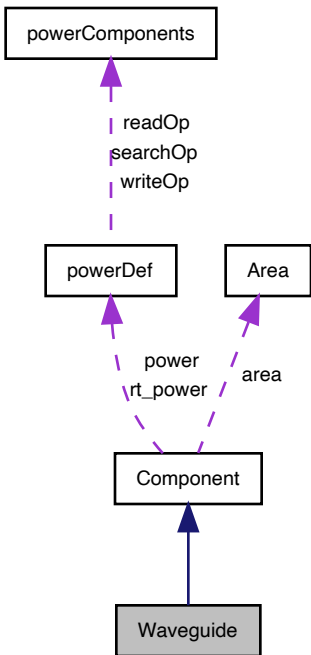 powerComponents
readOp
searchOp
writeOp
powerDef
Area
power
rt_power
area
Component
Waveguide